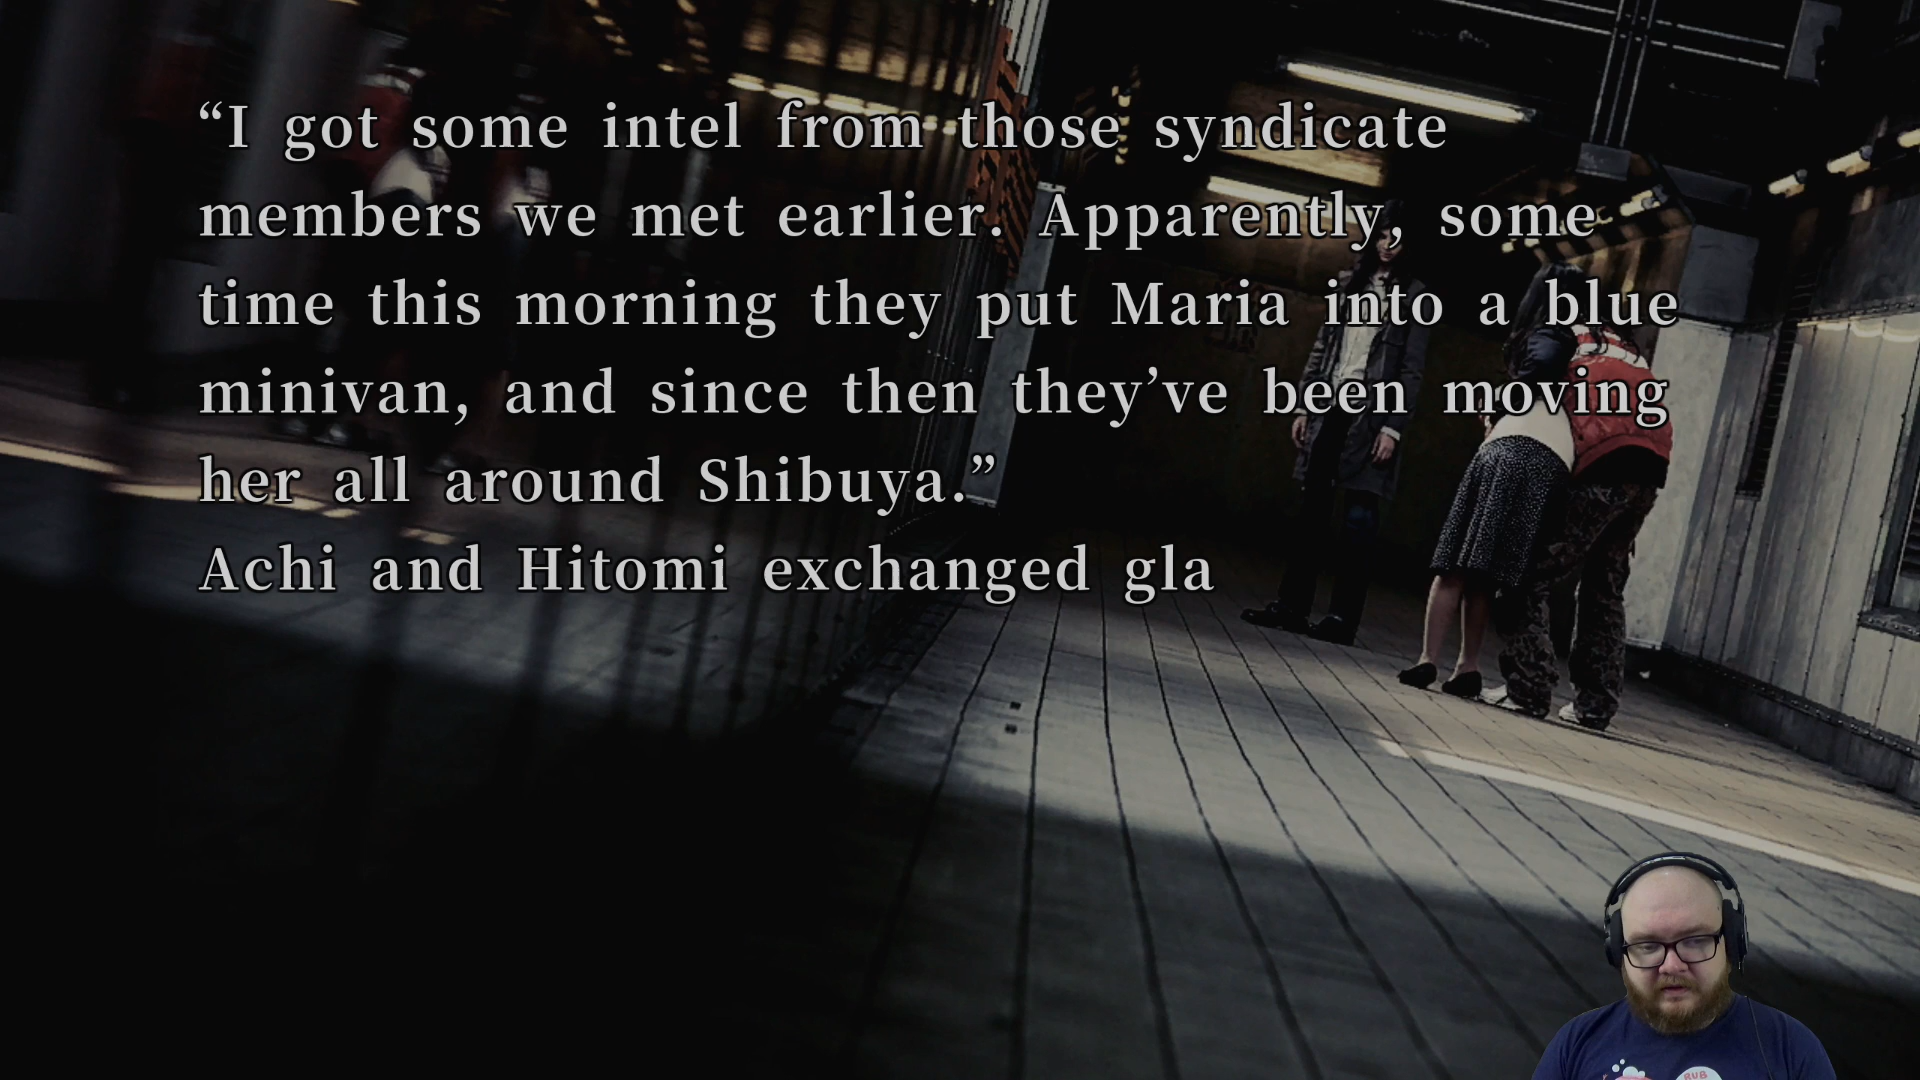 “I got some intel from those syndicate
members we met earlier. Apparently, some
time this morning they put Maria into a blue
minivan, and since then they’ve been moving
her all around Shibuya.”
Achi and Hitomi exchanged gla
RUB